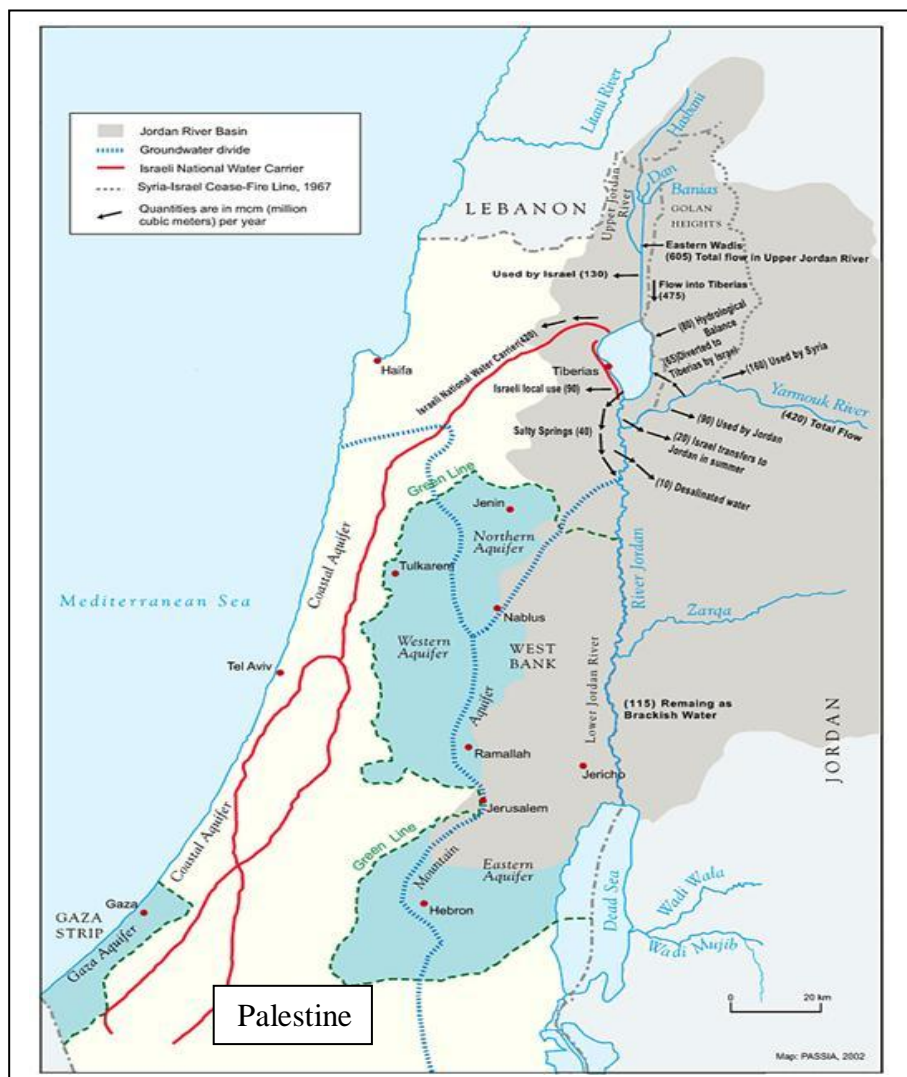 Jordan River Basin
Groundwater divide
Israeli National Water Carrier
Syria-Israel Cease-Fire Line, 1967
Quantities are in mcm (million
cubic meters) per year
Litani River
Hasbani
Dan
Banias
Upper Jordan
River
GOLAN
HEIGHTS
LEBANON
Eastern Wadis
(605) Total flow in Upper Jordan River
Used by Israel (130)
Flow into Tiberias
(475)
(80) Hydrological
Balance
(65)Diverted to
Tiberias by Israel
(160) Used by Syria
Yarmouk River
(420) Total Flow
(90) Used by Jordan
(20) Israel transfers to
Jordan in summer
(10) Desalinated water
Haifa
Israeli National Water Carrier(420)
Tiberias
Israeli local use (90)
Salty Springs (40)
Green Line
Jenin
Northern
Aquifer
Tulkarem
Nablus
Coastal Aquifer
Mediterranean Sea
Western
Aquifer
WEST
BANK
River Jordan
Zarqa
Tel Aviv
Aquifer
Lower Jordan River
(115) Remaing as
Brackish Water
Ramallah
Jericho
JORDAN
Jerusalem
Coastal Aquifer
Green Line
Mountain
Eastern
Aquifer
Hebron
Dead Sea
Wadi Wala
Wadi Mujib
Gaza
GAZA
STRIP
Gaza Aquifer
Palestine
0 20 km
Map: PASSIA, 2002